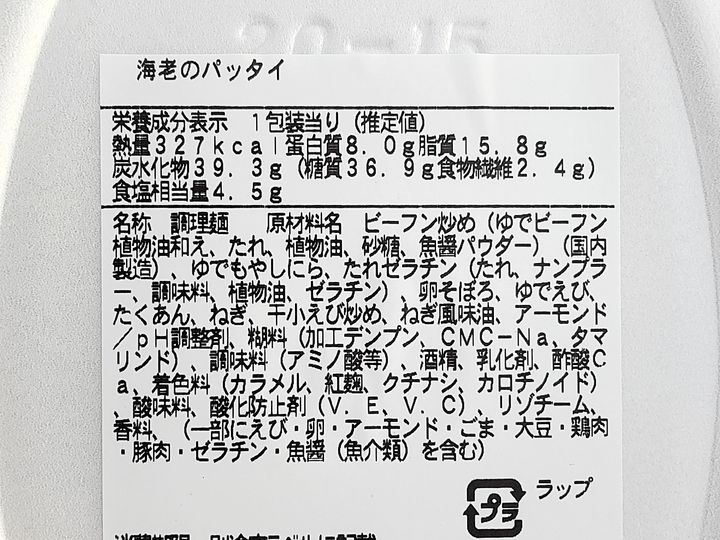 20-15
海老のパッタイ
栄養成分表示 1包装当り(推定値)
熱量327kcal蛋白質8.0g脂質15.8g
炭水化物39.3g(糖質36.9g食物繊維2.4g)
食塩相当量4.5g
名称 調理麺 原材料名 ビーフン炒め(ゆでビーフン
植物油和え、たれ、植物油、砂糖、魚醤パウダー)(国内
製造)、ゆでもやしにら、たれゼラチン(たれ、ナンプラ
ー、調味料、植物油、ゼラチン)、卵そぼろ、ゆでえび、
たくあん、ねぎ、干小えび炒め、ねぎ風味油、アーモンド
/pH調整剤、糊料(加工デンプン、CMC-Na、タマ
リンド)、調味料(アミノ酸等)、酒精、乳化剤、酢酸C
a、着色料(カラメル、紅麹、クチナシ、カロチノイド)
、酸味料、酸化防止剤(V.E、V.C)、リゾチーム、
香料、(一部にえび・卵・アーモンド・ごま・大豆・鶏肉
・豚肉・ゼラチン・魚醤(魚介類)を含む)
プラ ラップ